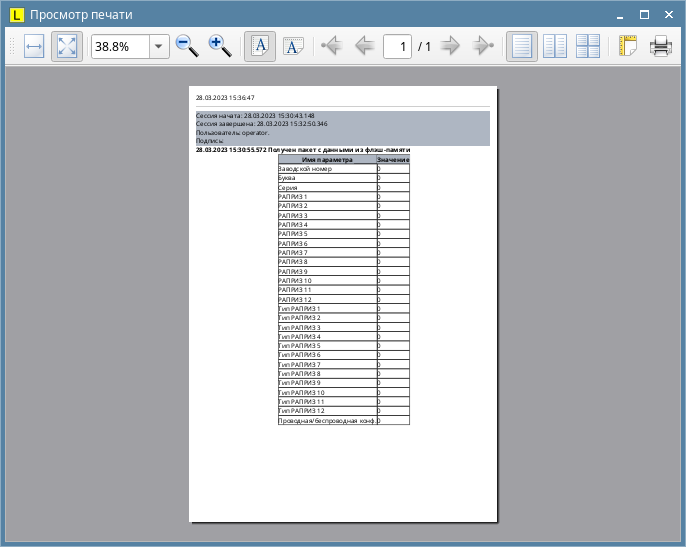 L Просмотр печати
38.8% A A 1 / 1
28.03.2023 15:36:47
Сессия начата: 28.03.2023 15:30:43.148
Сессия завершена: 28.03.2023 15:32:50.346
Пользователь: operator.
Подпись:
28.03.2023 15:30:55.572 Получен пакет с данными из флэш-памяти
Имя параметра Значение
Заводской номер 0
Буква 0
Серия 0
РАПРИЗ 1 0
РАПРИЗ 2 0
РАПРИЗ 3 0
РАПРИЗ 4 0
РАПРИЗ 5 0
РАПРИЗ 6 0
РАПРИЗ 7 0
РАПРИЗ 8 0
РАПРИЗ 9 0
РАПРИЗ 10 0
РАПРИЗ 11 0
РАПРИЗ 12 0
Тип РАПРИЗ 1 0
Тип РАПРИЗ 2 0
Тип РАПРИЗ 3 0
Тип РАПРИЗ 4 0
Тип РАПРИЗ 5 0
Тип РАПРИЗ 6 0
Тип РАПРИЗ 7 0
Тип РАПРИЗ 8 0
Тип РАПРИЗ 9 0
Тип РАПРИЗ 10 0
Тип РАПРИЗ 11 0
Тип РАПРИЗ 12 0
Проводная/беспроводная конф. 0